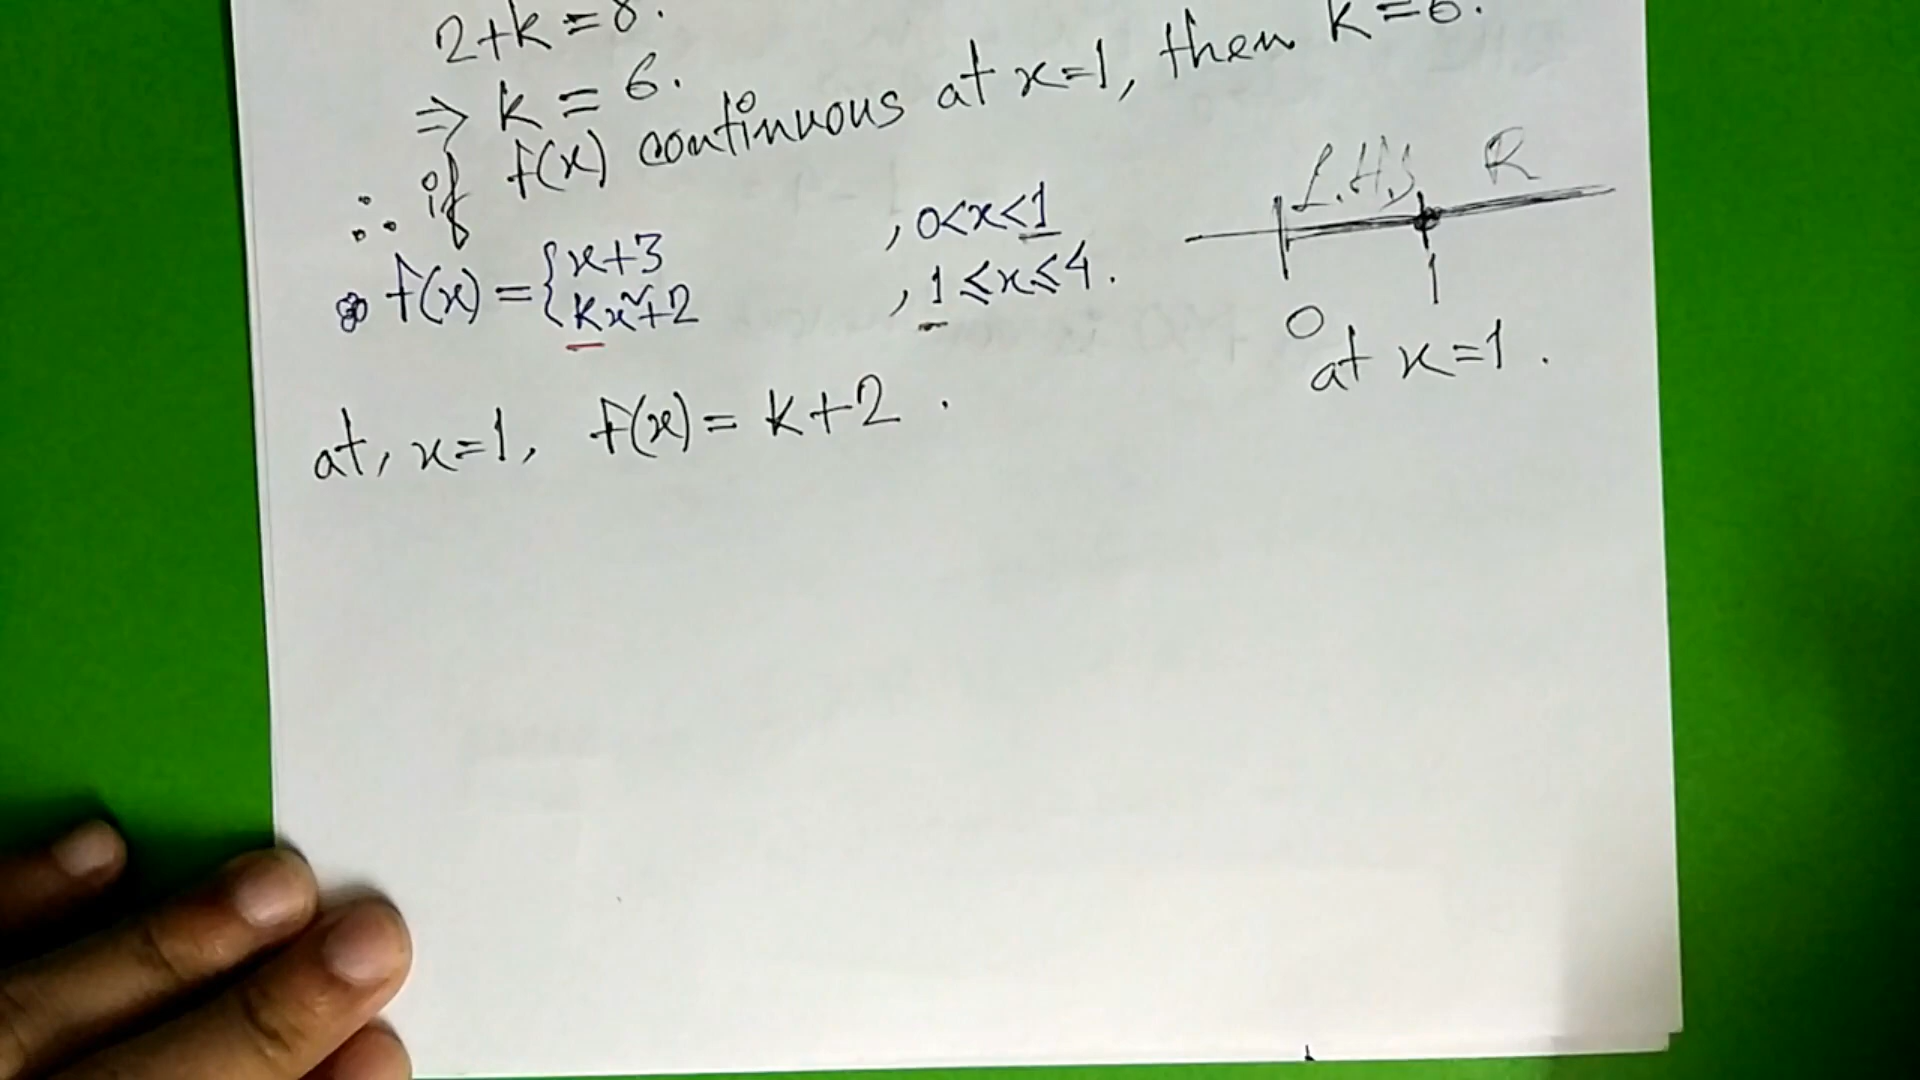 2+k=8.
⇒ k = 6.
∴ if f(x) continuous at x=1, then k=6.
f(x) = { x+3 , 0<x<1
kx²+2 , 1≤x≤4.
L.H.S R
0 1
at x=1.
at, x=1, f(x) = k+2 .